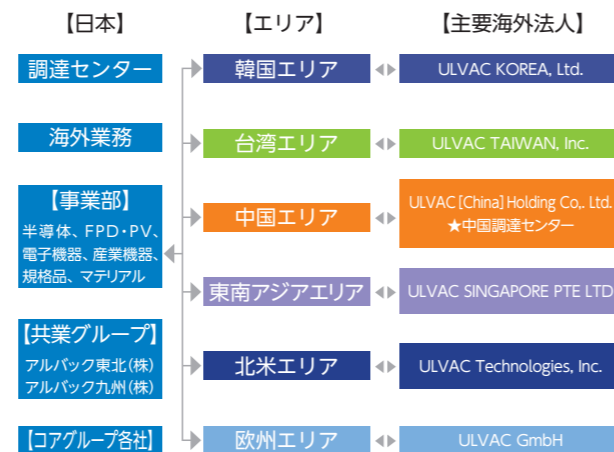 【日本】
【エリア】
【主要海外法人】
調達センター
韓国エリア
ULVAC KOREA, Ltd.
海外業務
台湾エリア
ULVAC TAIWAN, Inc.
【事業部】
半導体、FPD・PV、
電子機器、産業機器、
規格品、マテリアル
中国エリア
ULVAC [China] Holding Co,. Ltd.
★中国調達センター
東南アジアエリア
ULVAC SINGAPORE PTE LTD
【共業グループ】
アルバック東北(株)
アルバック九州(株)
北米エリア
ULVAC Technologies, Inc.
【コアグループ各社】
欧州エリア
ULVAC GmbH